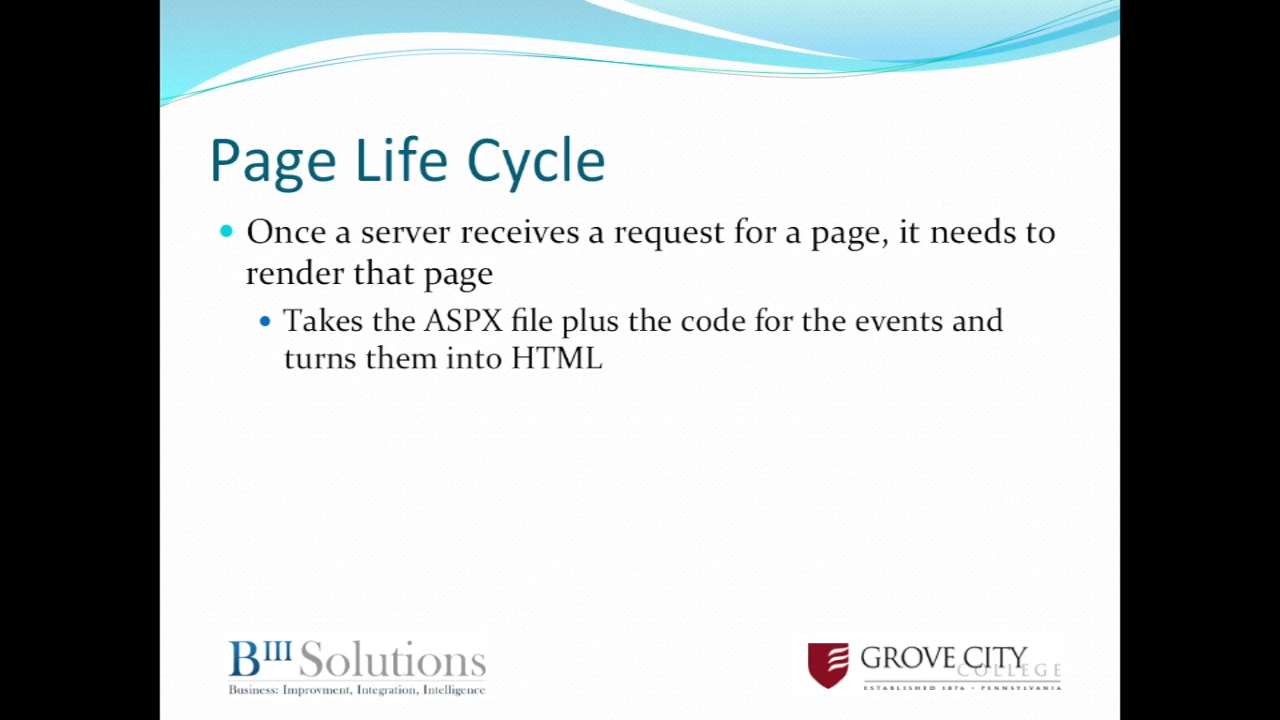 Page Life Cycle
• Once a server receives a request for a page, it needs to
render that page
• Takes the ASPX file plus the code for the events and
turns them into HTML
BIII Solutions
Business: Improvment, Integration, Intelligence
GROVE CITY
COLLEGE
ESTABLISHED 1876 • PENNSYLVANIA